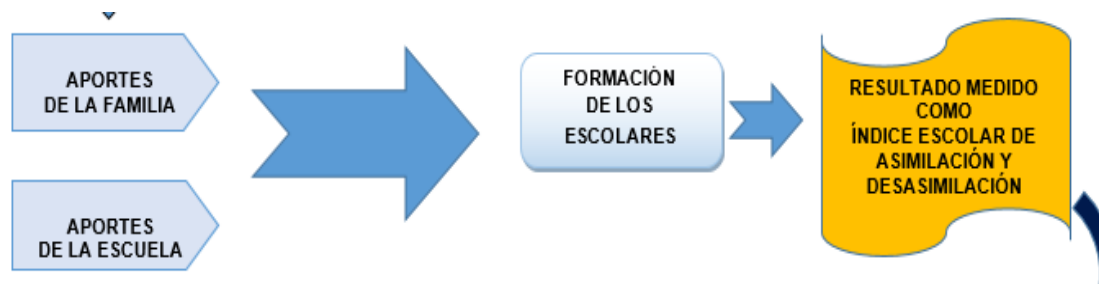 APORTES
DE LA FAMILIA
APORTES
DE LA ESCUELA
FORMACIÓN
DE LOS
ESCOLARES
RESULTADO MEDIDO
COMO
ÍNDICE ESCOLAR DE
ASIMILACIÓN Y
DESASIMILACIÓN